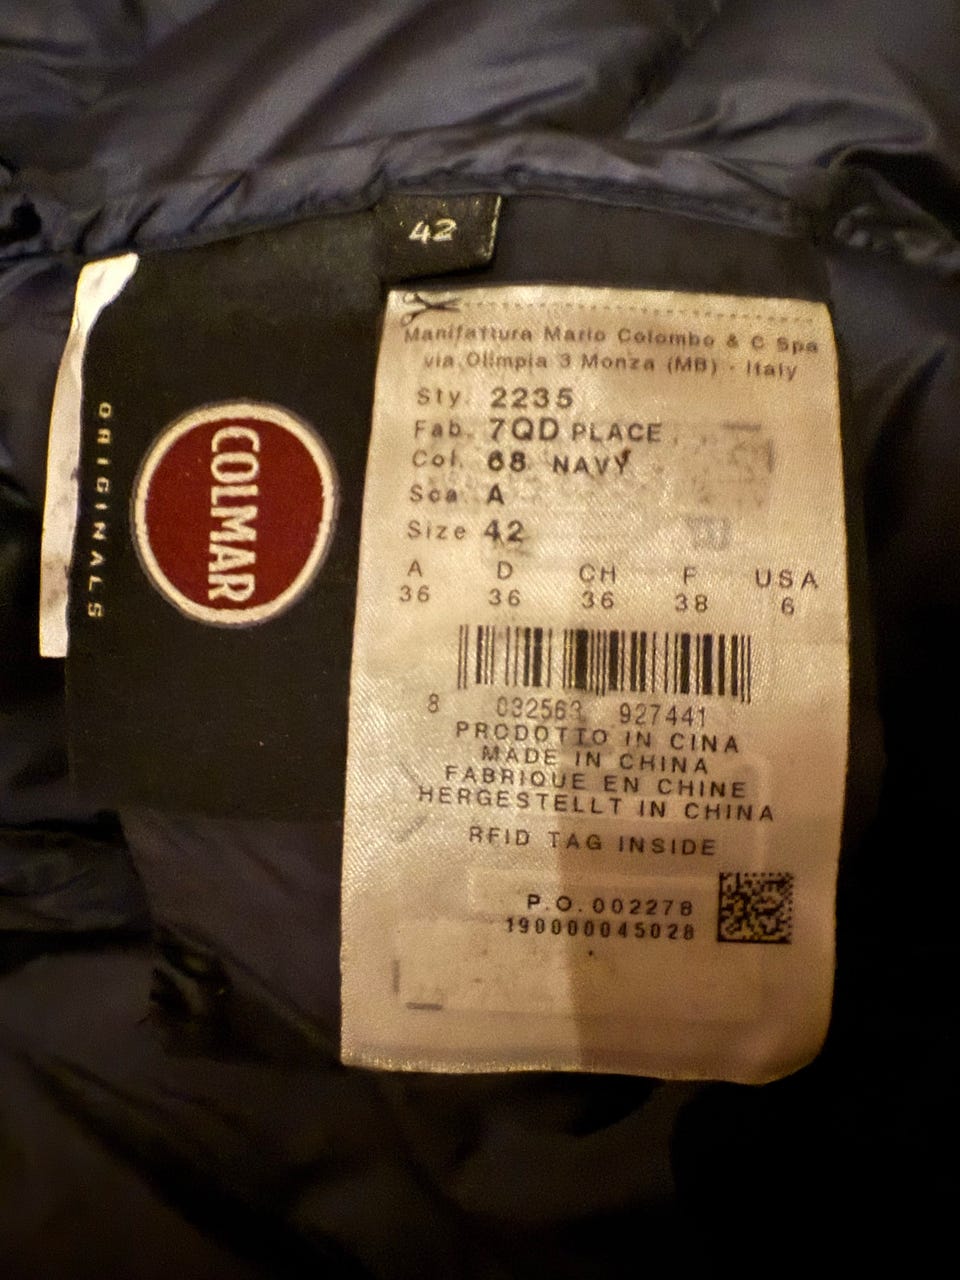 42
ORIGINALS
COLMAR
Manifattura Mario Colombo & C Spa
via Olimpia 3 Monza (MB) - Italy
Sty. 2235
Fab. 7QD PLACE
Col. 68 NAVY
Sca A
Size 42
A D CH F USA
36 36 36 38 6
8 032563 927441
PRODOTTO IN CINA
MADE IN CHINA
FABRIQUE EN CHINE
HERGESTELLT IN CHINA
RFID TAG INSIDE
P.O. 002278
190000045028